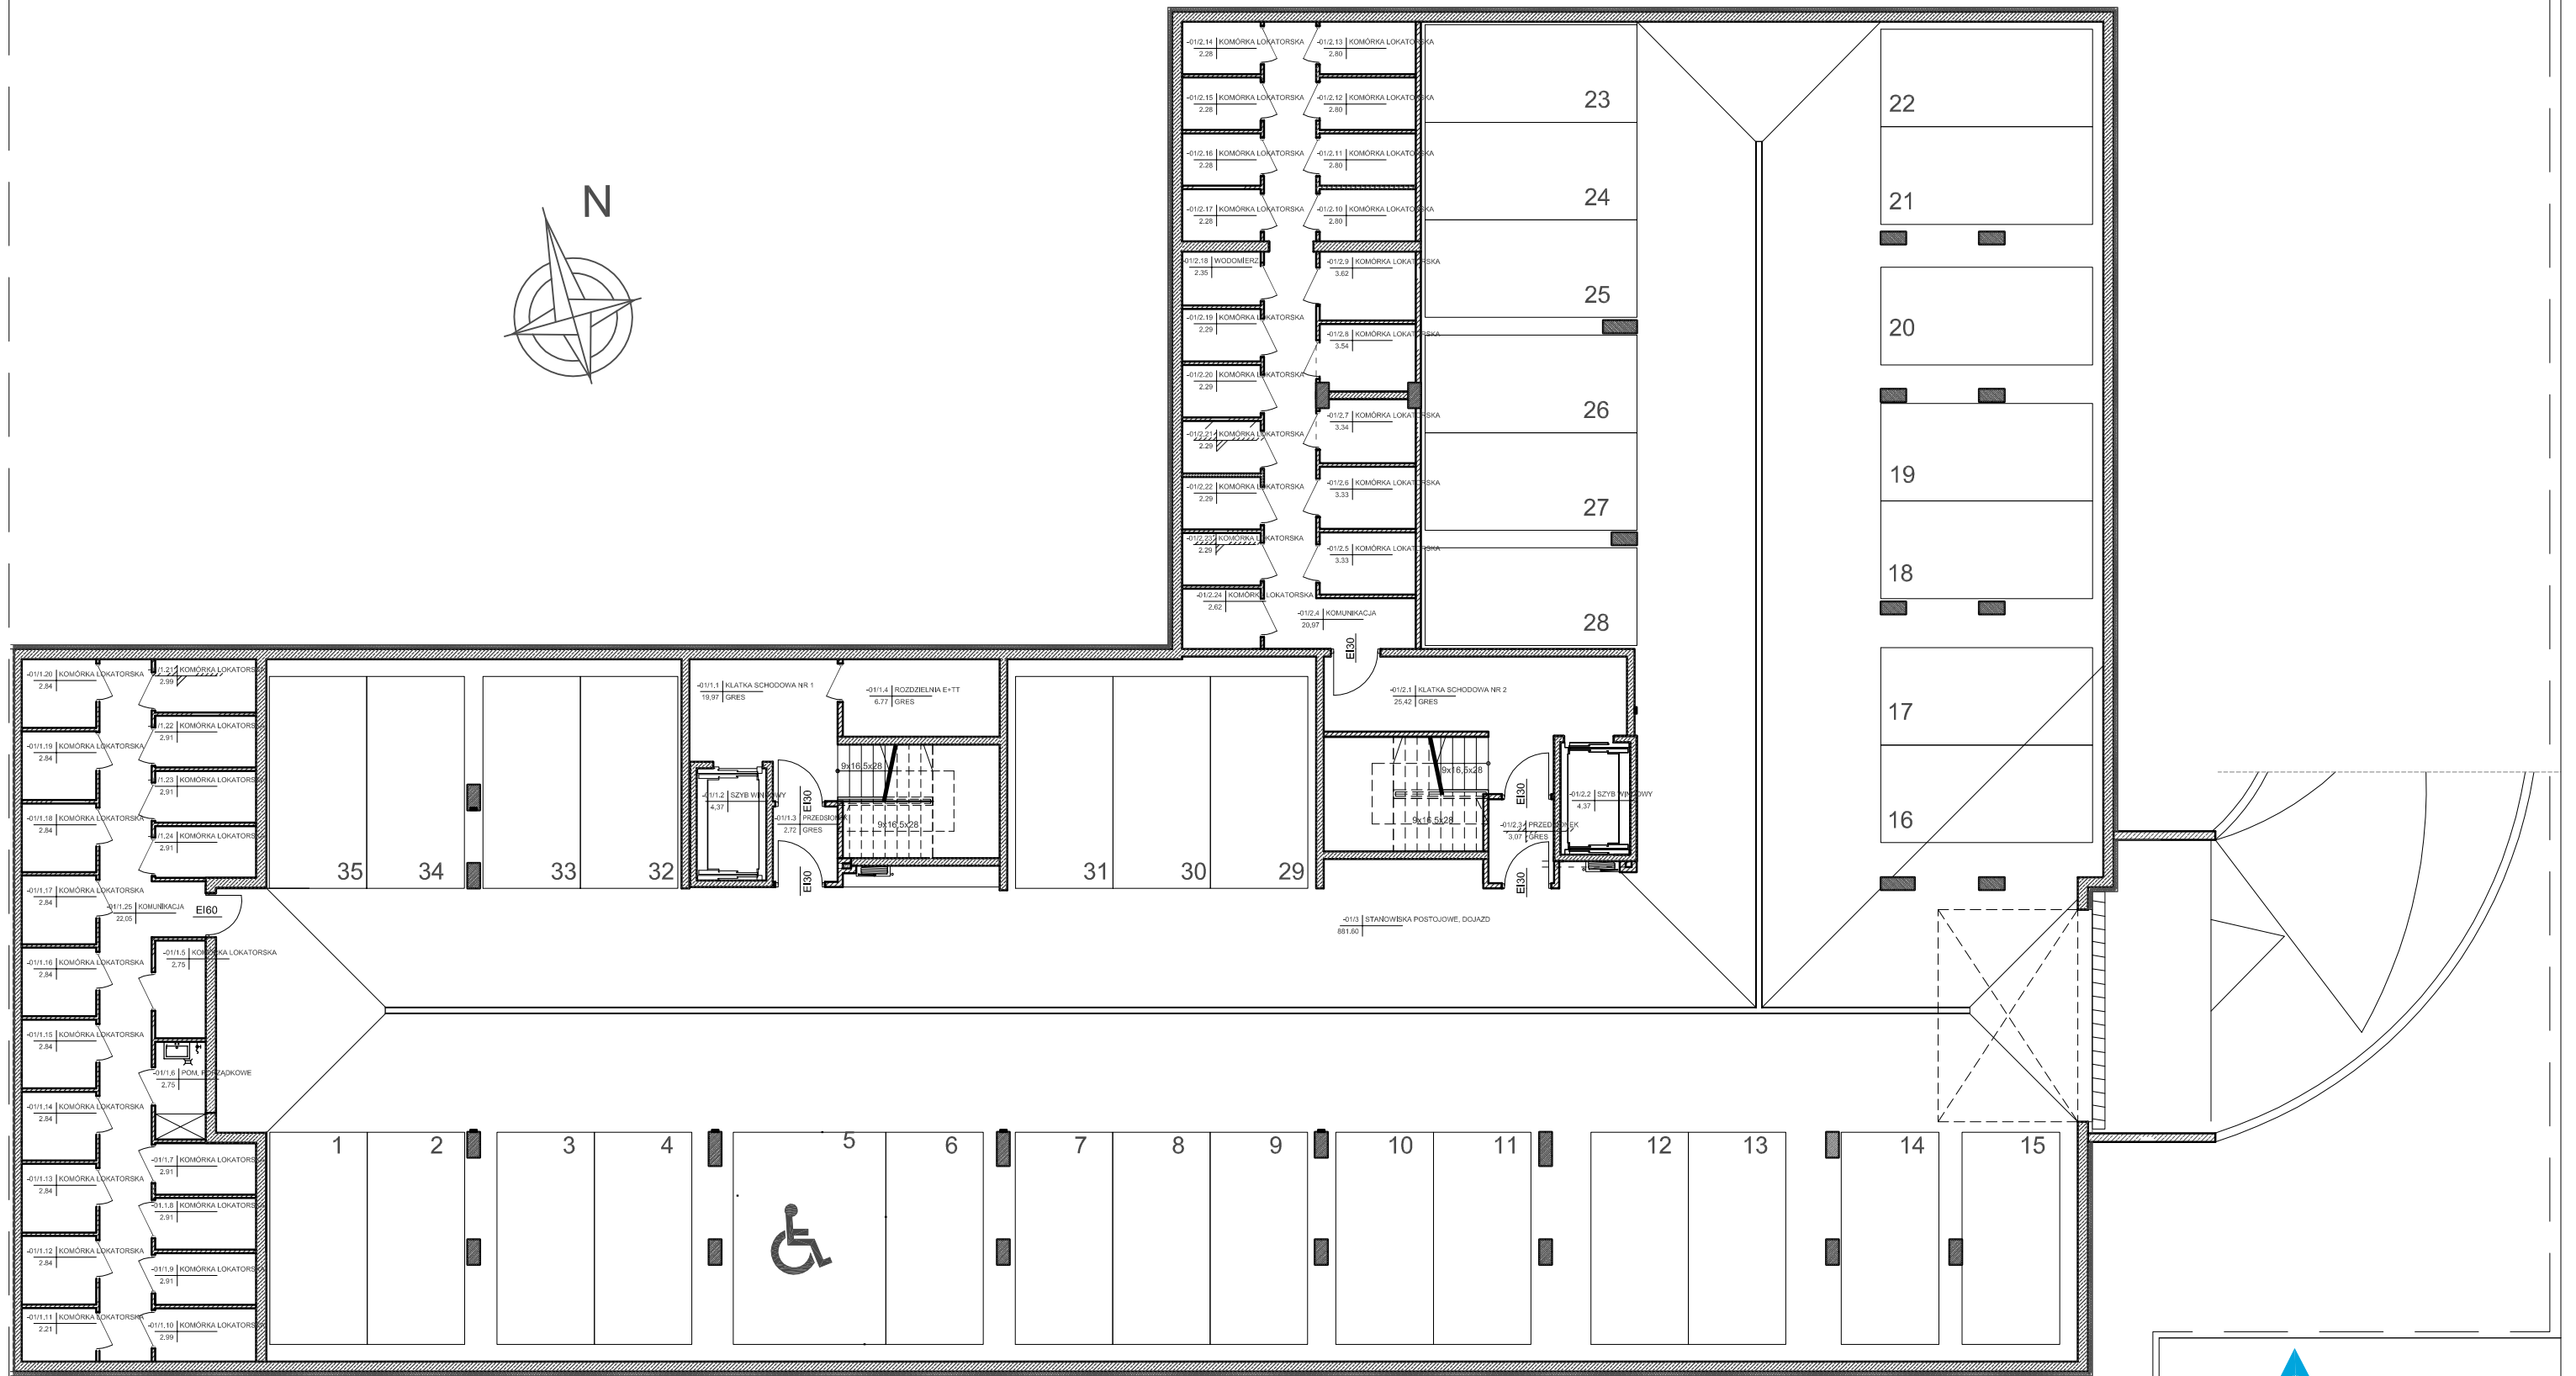 N
-01/2.14 KOMÓRKA LOKATORSKA
2.28
-01/2.13 KOMÓRKA LOKATORSKA
2.80
-01/2.15 KOMÓRKA LOKATORSKA
2.28
-01/2.12 KOMÓRKA LOKATORSKA
2.80
-01/2.16 KOMÓRKA LOKATORSKA
2.28
-01/2.11 KOMÓRKA LOKATORSKA
2.80
-01/2.17 KOMÓRKA LOKATORSKA
2.28
-01/2.10 KOMÓRKA LOKATORSKA
2.80
-01/2.18 WODOMIERZ
2.35
-01/2.9 KOMÓRKA LOKATORSKA
3.62
-01/2.19 KOMÓRKA LOKATORSKA
2.29
-01/2.8 KOMÓRKA LOKATORSKA
3.54
-01/2.20 KOMÓRKA LOKATORSKA
2.29
-01/2.7 KOMÓRKA LOKATORSKA
3,34
-01/2.21 KOMÓRKA LOKATORSKA
2.29
-01/2.22 KOMÓRKA LOKATORSKA
2.29
-01/2.6 KOMÓRKA LOKATORSKA
3.33
-01/2.23 KOMÓRKA LOKATORSKA
2.29
-01/2.5 KOMÓRKA LOKATORSKA
3.33
-01/2.24 KOMÓRKA LOKATORSKA
2,62
-01/2.4 KOMUNIKACJA
20,97
EI30
23
24
25
26
27
28
22
21
20
19
18
17
16
-01/1.20 KOMÓRKA LOKATORSKA
2.84
-01/1.21 KOMÓRKA LOKATORSKA
2.99
-01/1.19 KOMÓRKA LOKATORSKA
2.84
/1.22 KOMÓRKA LOKATORSKA
2.91
-01/1.18 KOMÓRKA LOKATORSKA
2.84
/1.23 KOMÓRKA LOKATORSKA
2,91
/1.24 KOMÓRKA LOKATORSKA
2.91
-01/1.17 KOMÓRKA LOKATORSKA
2.84
-01/1.25 KOMUNIKACJA
22,05
EI60
-01/1.16 KOMÓRKA LOKATORSKA
2,84
-01/1.5 KOMÓRKA LOKATORSKA
2.75
-01/1.15 KOMÓRKA LOKATORSKA
2.84
-01/1.6 POM. PORZĄDKOWE
2.75
-01/1.14 KOMÓRKA LOKATORSKA
2.84
-01/1.7 KOMÓRKA LOKATORSKA
2.91
-01/1.13 KOMÓRKA LOKATORSKA
2.84
-01.1.8 KOMÓRKA LOKATORSKA
2,91
-01/1.12 KOMÓRKA LOKATORSKA
2.84
-01/1.9 KOMÓRKA LOKATORSKA
2.91
-01/1.11 KOMÓRKA LOKATORSKA
2.21
-01/1.10 KOMÓRKA LOKATORSKA
2.99
35
34
33
32
-01/1.1 KLATKA SCHODOWA NR 1
19,97 GRES
-01/1.4 ROZDZIELNIA E+TT
6.77 GRES
-01/1.2 SZYB WINDOWY
4,37
-01/1.3 PRZEDSIONEK
2,72 GRES
EI30
EI30
9x16,5x28
9x16,5x28
31
30
29
-01/2.1 KLATKA SCHODOWA NR 2
25,42 GRES
9x16,5x28
9x16,5x28
-01/2.2 SZYB WINDOWY
4,37
-01/2.3 PRZEDSIONEK
3,07 GRES
EI30
EI30
-01/3 STANOWISKA POSTOJOWE, DOJAZD
881.60
1
2
3
4
5
6
7
8
9
10
11
12
13
14
15